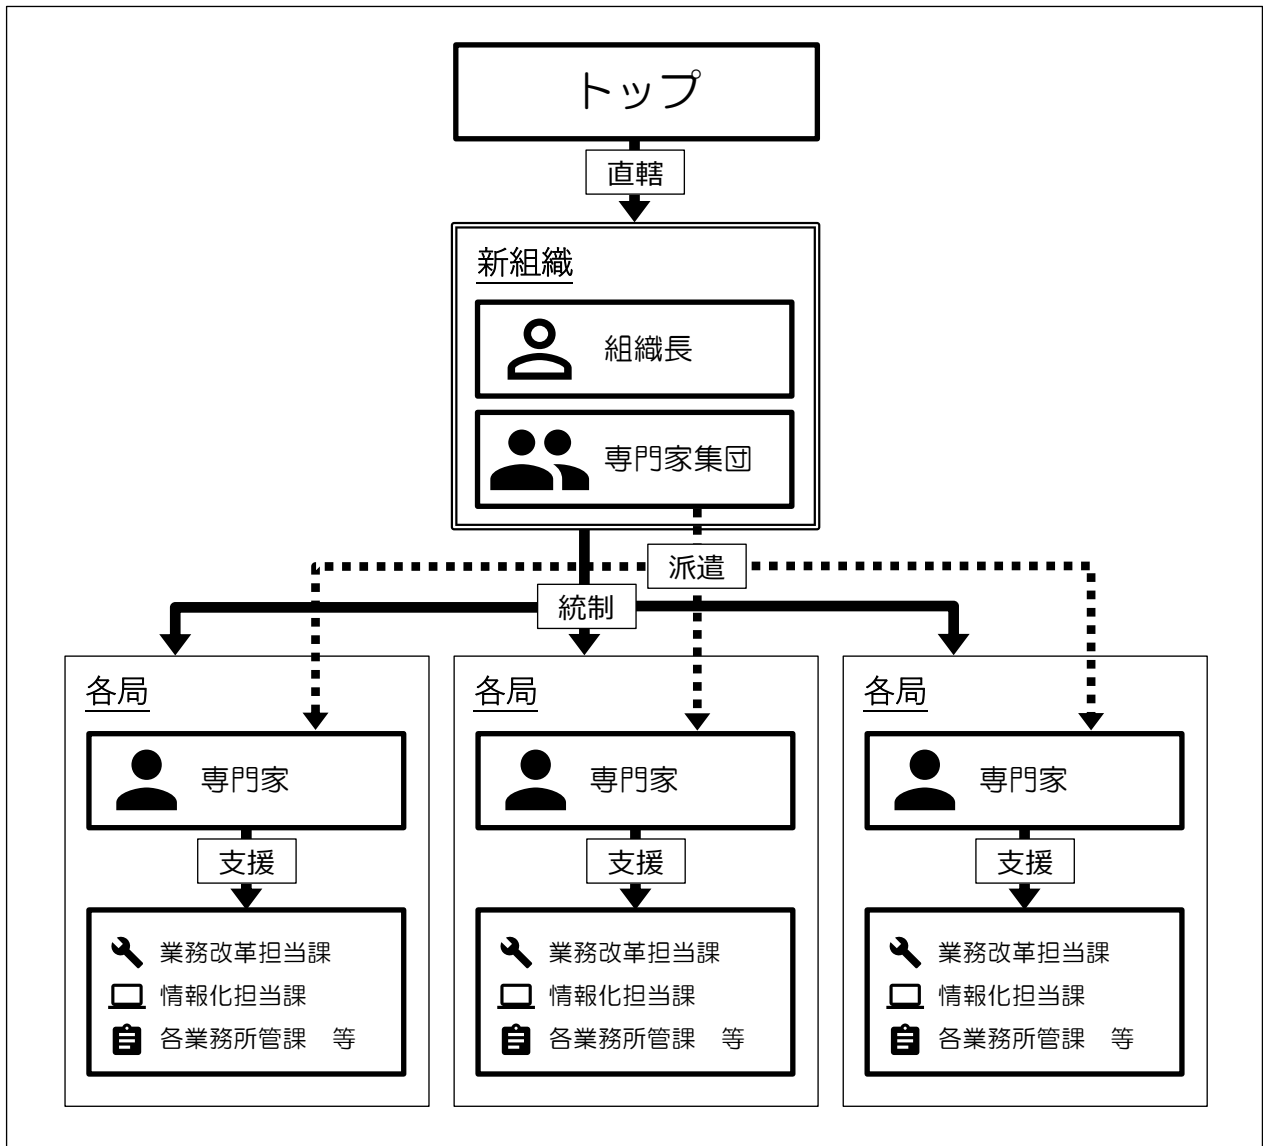 トップ
直轄
新組織
組織長
専門家集団
派遣
統制
各局
専門家
支援
業務改革担当課
情報化担当課
各業務所管課　等
各局
専門家
支援
業務改革担当課
情報化担当課
各業務所管課　等
各局
専門家
支援
業務改革担当課
情報化担当課
各業務所管課　等